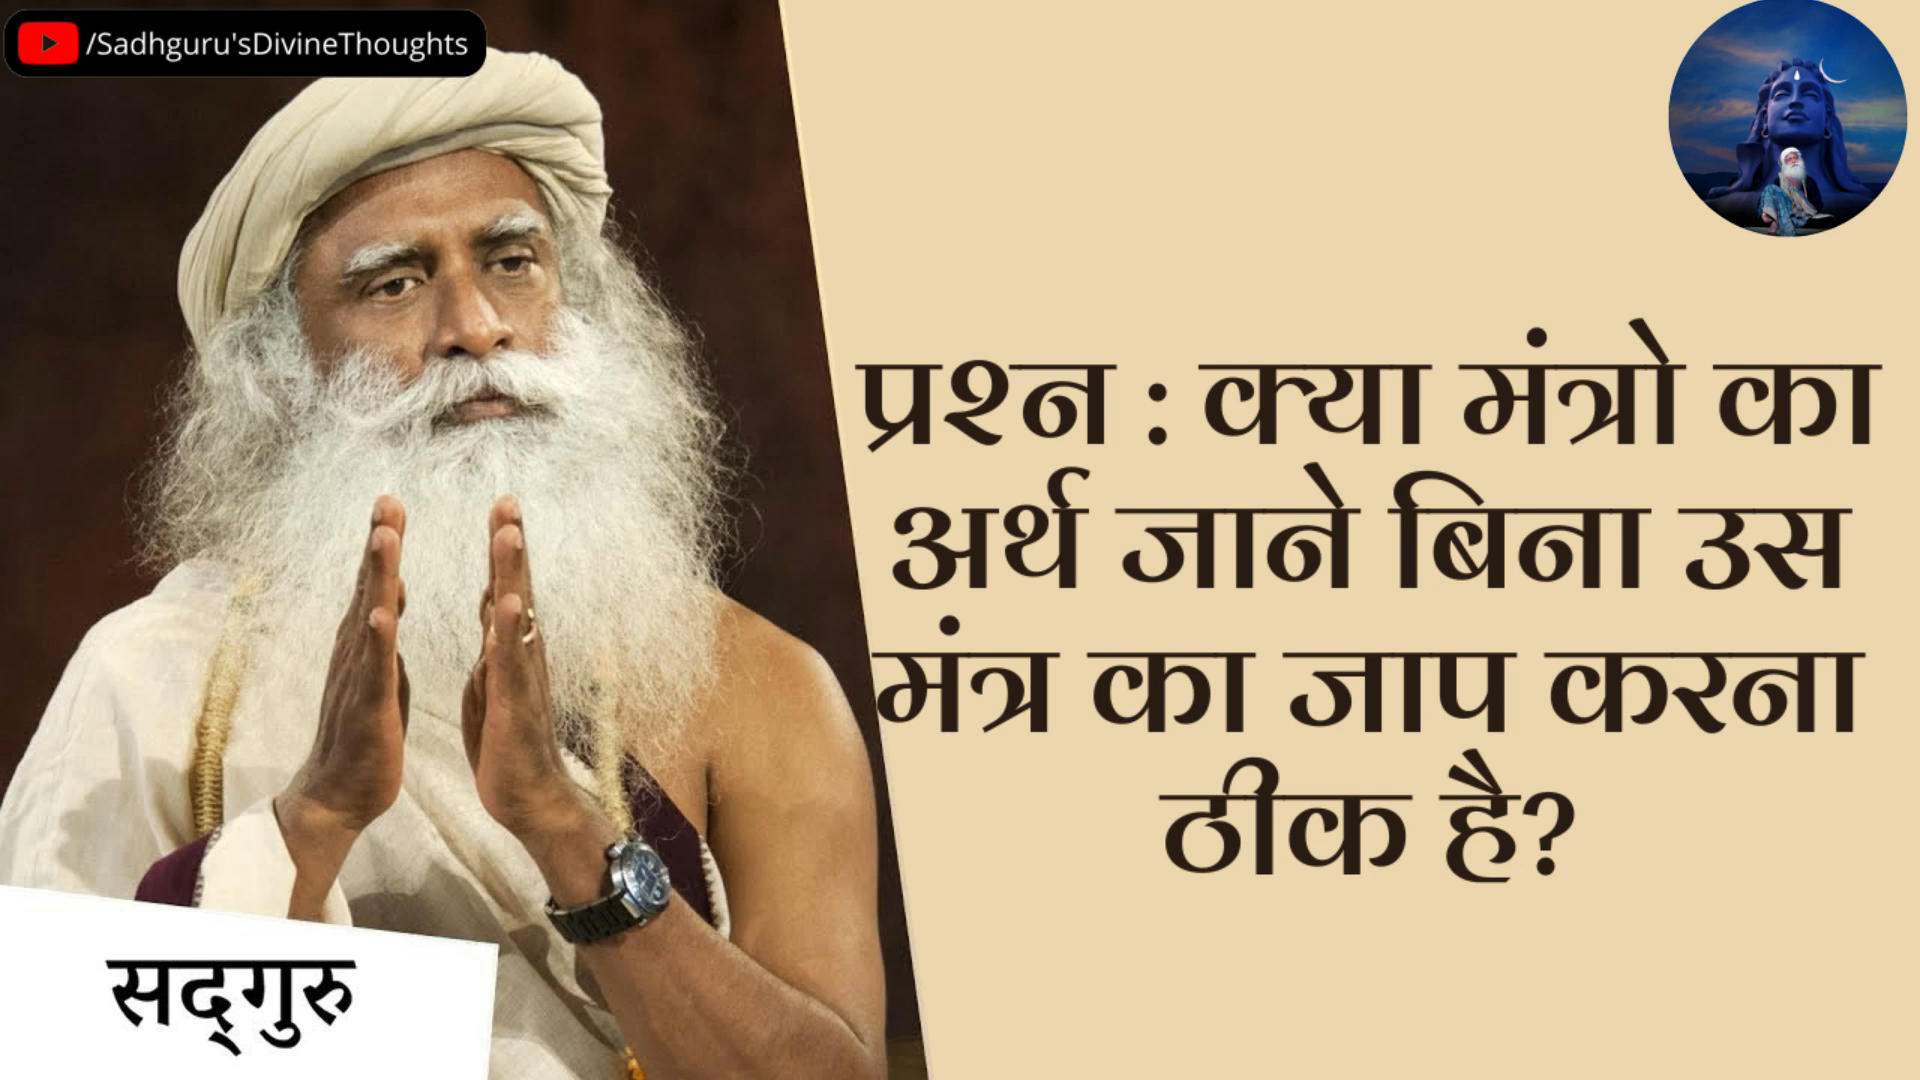 /Sadhguru'sDivineThoughts
प्रश्न : क्या मंत्रो का
अर्थ जाने बिना उस
मंत्र का जाप करना
ठीक है?
सद्‌गुरु